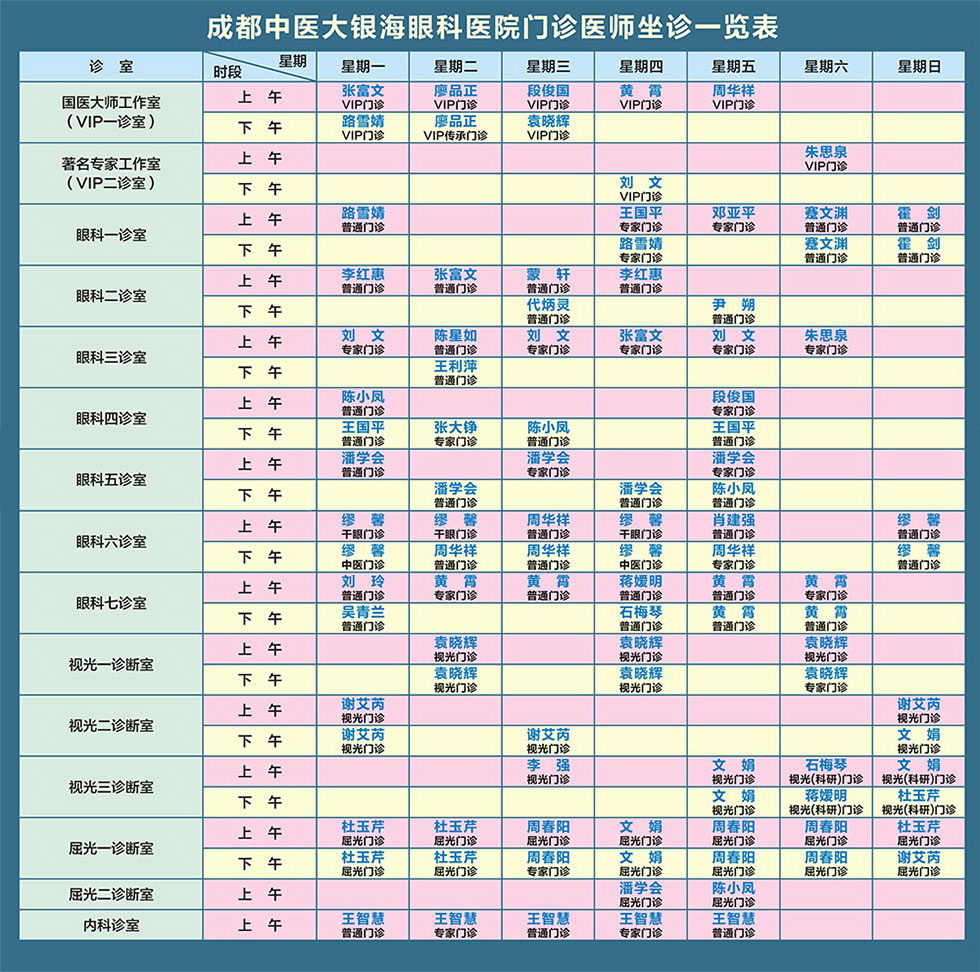 成都中医大银海眼科医院门诊医师坐诊一览表
诊 室 时段 星期 星期一 星期二 星期三 星期四 星期五 星期六 星期日
国医大师工作室
（VIP一诊室）
上 午 张富文 廖品正 段俊国 黄 霄 周华祥
VIP门诊 VIP门诊 VIP门诊 VIP门诊 VIP门诊
下 午 路雪婧 廖品正 袁晓辉
VIP门诊 VIP传承门诊 VIP门诊
著名专家工作室
（VIP二诊室）
上 午 朱思泉
VIP门诊
下 午 刘 文
VIP门诊
眼科一诊室
上 午 路雪婧 王国平 邓亚平 蹇文渊 霍 剑
普通门诊 专家门诊 专家门诊 普通门诊 普通门诊
下 午 路雪婧 蹇文渊 霍 剑
专家门诊 普通门诊 普通门诊
眼科二诊室
上 午 李红惠 张富文 蒙 轩 李红惠
普通门诊 普通门诊 普通门诊 普通门诊
下 午 代炳灵 尹 朔
普通门诊 普通门诊
眼科三诊室
上 午 刘 文 陈星如 刘 文 张富文 刘 文 朱思泉
专家门诊 普通门诊 专家门诊 专家门诊 专家门诊 专家门诊
下 午 王利萍
普通门诊
眼科四诊室
上 午 陈小凤 段俊国
普通门诊 专家门诊
下 午 王国平 张大铮 陈小凤 王国平
普通门诊 专家门诊 普通门诊 普通门诊
眼科五诊室
上 午 潘学会 潘学会 潘学会
普通门诊 专家门诊 专家门诊
下 午 潘学会 潘学会 陈小凤
普通门诊 普通门诊 普通门诊
眼科六诊室
上 午 缪 馨 缪 馨 周华祥 缪 馨 肖建强 缪 馨
干眼门诊 干眼门诊 普通门诊 干眼门诊 普通门诊 普通门诊
下 午 缪 馨 周华祥 周华祥 缪 馨 周华祥 缪 馨
中医门诊 普通门诊 普通门诊 中医门诊 专家门诊 普通门诊
眼科七诊室
上 午 刘 玲 黄 霄 黄 霄 蒋嫒明 黄 霄 黄 霄
普通门诊 专家门诊 专家门诊 普通门诊 普通门诊 专家门诊
下 午 吴青兰 石梅琴 黄 霄 黄 霄
普通门诊 普通门诊 普通门诊 普通门诊
视光一诊断室
上 午 袁晓辉 袁晓辉 袁晓辉
视光门诊 视光门诊 视光门诊
下 午 袁晓辉 袁晓辉 袁晓辉
视光门诊 视光门诊 专家门诊
视光二诊断室
上 午 谢艾芮 谢艾芮
视光门诊 视光门诊
下 午 谢艾芮 谢艾芮 文 娟
视光门诊 视光门诊 视光门诊
视光三诊断室
上 午 李 强 文 娟 石梅琴 文 娟
视光门诊 视光门诊 视光(科研)门诊 视光(科研)门诊
下 午 文 娟 蒋嫒明 杜玉芹
视光门诊 视光(科研)门诊 视光(科研)门诊
屈光一诊断室
上 午 杜玉芹 杜玉芹 周春阳 文 娟 周春阳 周春阳 杜玉芹
屈光门诊 屈光门诊 屈光门诊 屈光门诊 屈光门诊 屈光门诊 屈光门诊
下 午 杜玉芹 杜玉芹 周春阳 文 娟 周春阳 周春阳 谢艾芮
屈光门诊 屈光门诊 专家门诊 屈光门诊 屈光门诊 屈光门诊 屈光门诊
屈光二诊断室
上 午 潘学会 陈小凤
屈光门诊 屈光门诊
内科诊室
上 午 王智慧 王智慧 王智慧 王智慧 王智慧
普通门诊 专家门诊 普通门诊 专家门诊 普通门诊